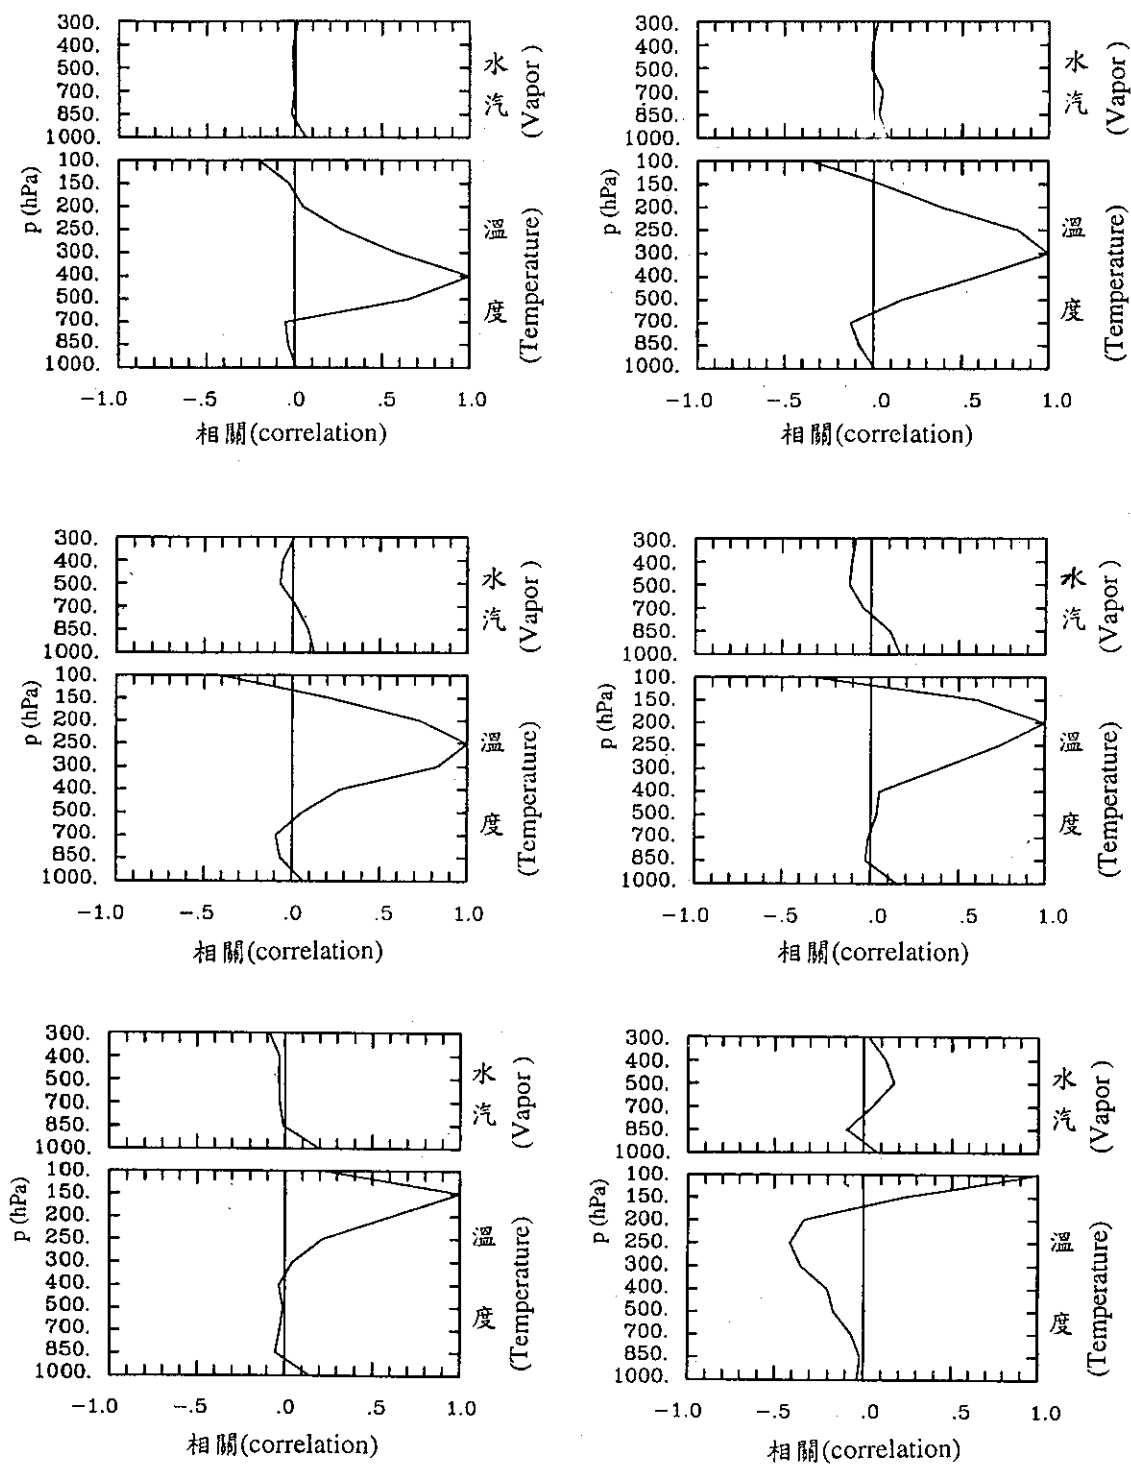 300.
400.
500.
700.
850.
1000.
水
汽
(Vapor)
100.
150.
200.
250.
300.
400.
500.
700.
850.
1000.
p (hPa)
溫
度
(Temperature)
-1.0 -.5 .0 .5 1.0
相關(correlation)
300.
400.
500.
700.
850.
1000.
水
汽
(Vapor)
100.
150.
200.
250.
300.
400.
500.
700.
850.
1000.
p (hPa)
溫
度
(Temperature)
-1.0 -.5 .0 .5 1.0
相關(correlation)
300.
400.
500.
700.
850.
1000.
水
汽
(Vapor)
100.
150.
200.
250.
300.
400.
500.
700.
850.
1000.
p (hPa)
溫
度
(Temperature)
-1.0 -.5 .0 .5 1.0
相關(correlation)
300.
400.
500.
700.
850.
1000.
水
汽
(Vapor)
100.
150.
200.
250.
300.
400.
500.
700.
850.
1000.
p (hPa)
溫
度
(Temperature)
-1.0 -.5 .0 .5 1.0
相關(correlation)
300.
400.
500.
700.
850.
1000.
水
汽
(Vapor)
100.
150.
200.
250.
300.
400.
500.
700.
850.
1000.
p (hPa)
溫
度
(Temperature)
-1.0 -.5 .0 .5 1.0
相關(correlation)
300.
400.
500.
700.
850.
1000.
水
汽
(Vapor)
100.
150.
200.
250.
300.
400.
500.
700.
850.
1000.
p (hPa)
溫
度
(Temperature)
-1.0 -.5 .0 .5 1.0
相關(correlation)